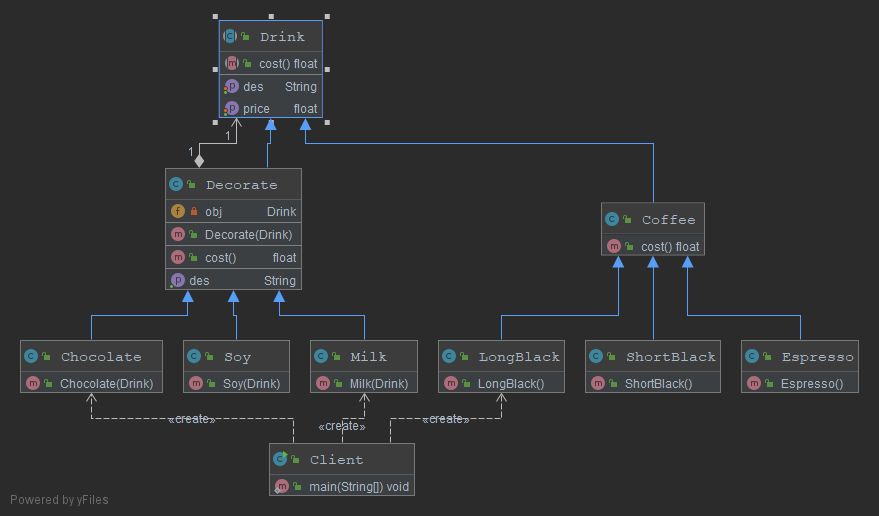 Drink
cost() float
des String
price float
1
1
Decorate
obj Drink
Decorate(Drink)
cost() float
des String
Coffee
cost() float
Chocolate
Chocolate(Drink)
Soy
Soy(Drink)
Milk
Milk(Drink)
LongBlack
LongBlack()
ShortBlack
ShortBlack()
Espresso
Espresso()
«create»
«create»
«create»
Client
main(String[]) void
Powered by yFiles